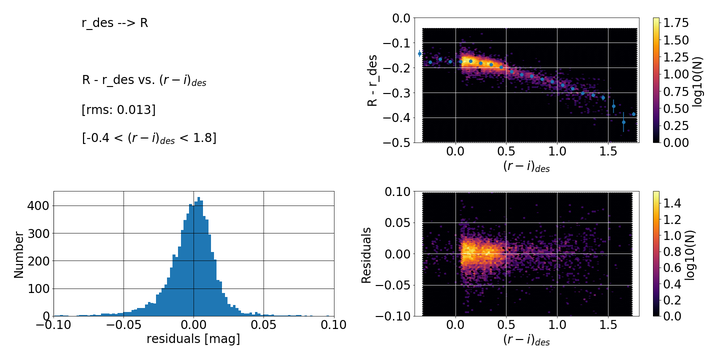 r_des --> R
R - r_des vs. (r − i)_des
[rms: 0.013]
[-0.4 < (r − i)_des < 1.8]
0.0
−0.1
−0.2
−0.3
−0.4
−0.5
R - r_des
0.0 0.5 1.0 1.5
(r − i)_des
1.75
1.50
1.25
1.00
0.75
0.50
0.25
0.00
log10(N)
400
300
200
100
0
Number
−0.10 −0.05 0.00 0.05 0.10
residuals [mag]
0.10
0.05
0.00
−0.05
−0.10
Residuals
0.0 0.5 1.0 1.5
(r − i)_des
1.4
1.2
1.0
0.8
0.6
0.4
0.2
0.0
log10(N)